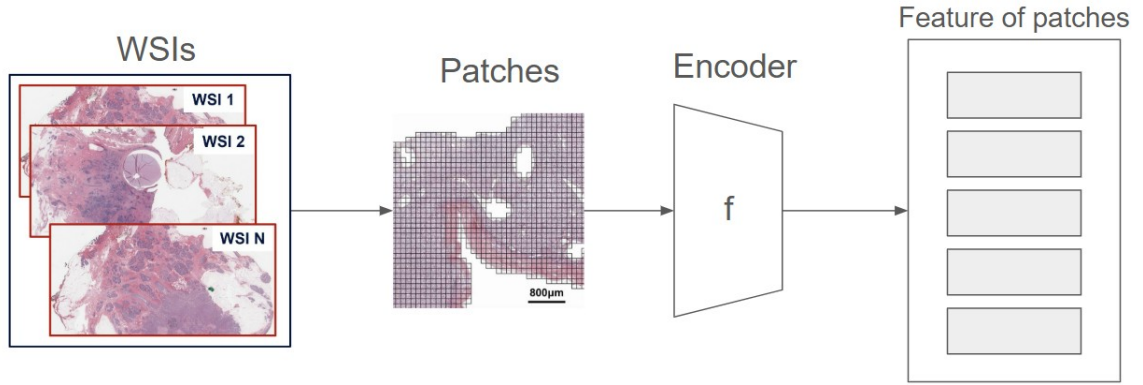 WSIs
WSI 1
WSI 2
WSI N
Patches
800μm
Encoder
f
Feature of patches